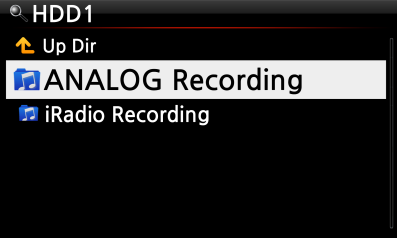 HDD1
Up Dir
ANALOG Recording
iRadio Recording